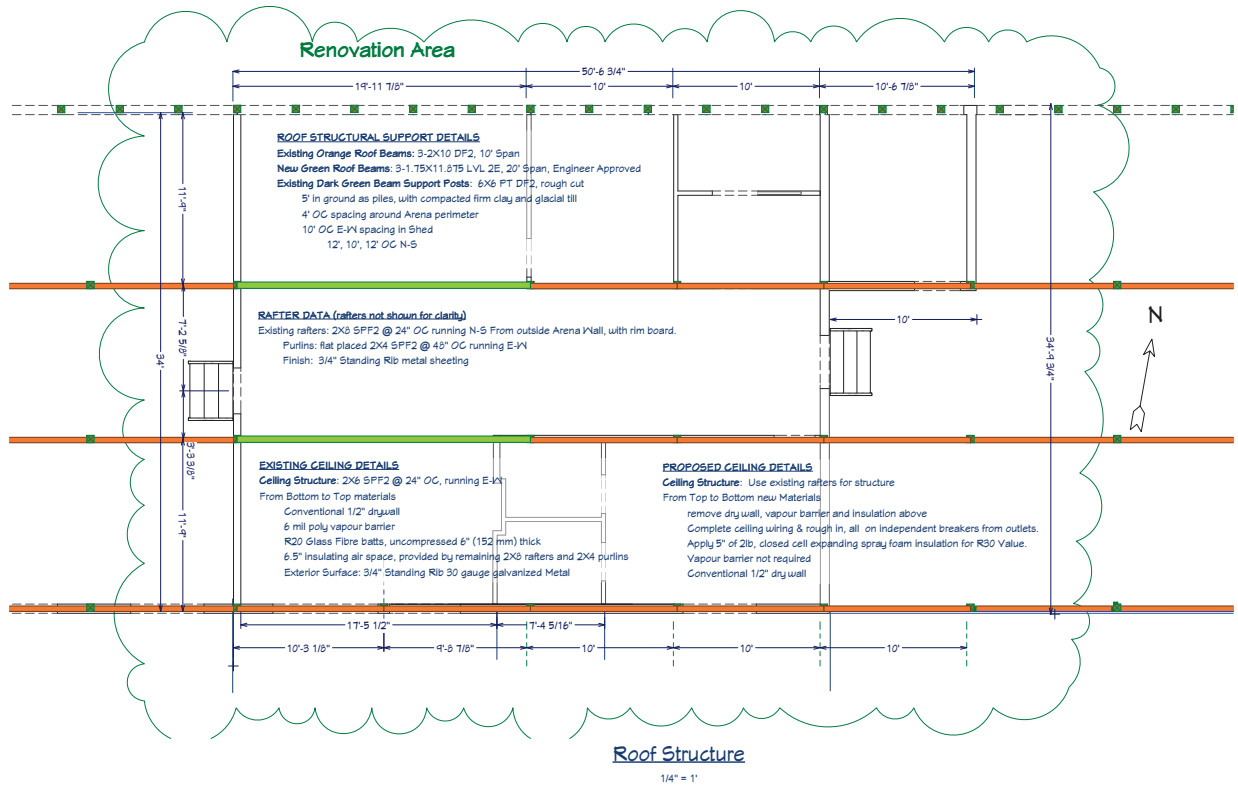 Renovation Area
50'-6 3/4"
19'-11 7/8"
10'
10'
10'-6 7/8"
ROOF STRUCTURAL SUPPORT DETAILS
Existing Orange Roof Beams: 3-2X10 DF2, 10' Span
New Green Roof Beams: 3-1.75X11.875 LVL 2E, 20' Span, Engineer Approved
Existing Dark Green Beam Support Posts: 6X6 PT DF2, rough cut
5' in ground as piles, with compacted firm clay and glacial till
4' OC spacing around Arena perimeter
10' OC E-W spacing in Shed
12', 10', 12' OC N-S
11'-9"
RAFTER DATA (rafters not shown for clarity)
Existing rafters: 2X8 SPF2 @ 24" OC running N-S From outside Arena Wall, with rim board.
Purlins: flat placed 2X4 SPF2 @ 48" OC running E-W
Finish: 3/4" Standing Rib metal sheeting
7'-2 5/8"
34'
10'
34'-9 3/4"
N
3'-3 3/8"
11'-9"
EXISTING CEILING DETAILS
Ceiling Structure: 2X6 SPF2 @ 24" OC, running E-W
From Bottom to Top materials
Conventional 1/2" drywall
6 mil poly vapour barrier
R20 Glass Fibre batts, uncompressed 6" (152 mm) thick
6.5" insulating air space, provided by remaining 2X8 rafters and 2X4 purlins
Exterior Surface: 3/4" Standing Rib 30 gauge galvanized Metal
PROPOSED CEILING DETAILS
Ceiling Structure: Use existing rafters for structure
From Top to Bottom new Materials
remove dry wall, vapour barrier and insulation above
Complete ceiling wiring & rough in, all on independent breakers from outlets.
Apply 5" of 2lb, closed cell expanding spray foam insulation for R30 Value.
Vapour barrier not required
Conventional 1/2" dry wall
17'-5 1/2"
7'-4 5/16"
10'-3 1/8"
9'-8 7/8"
10'
10'
10'
Roof Structure
1/4" = 1'